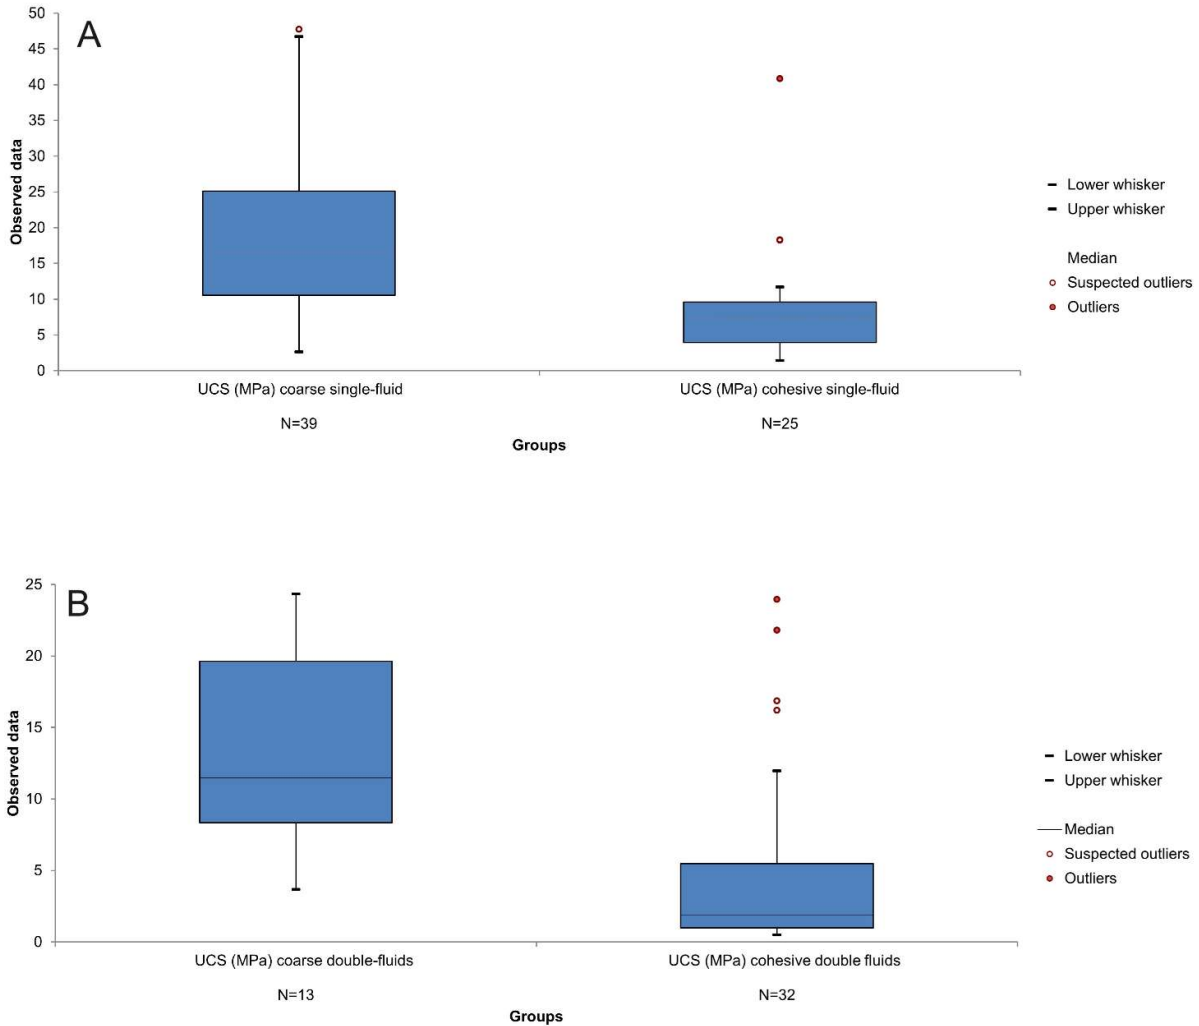 A
50
45
40
35
30
25
20
15
10
5
0
Observed data
UCS (MPa) coarse single-fluid
UCS (MPa) cohesive single-fluid
N=39
N=25
Groups
Lower whisker
Upper whisker
Median
Suspected outliers
Outliers
B
25
20
15
10
5
0
Observed data
UCS (MPa) coarse double-fluids
UCS (MPa) cohesive double fluids
N=13
N=32
Groups
Lower whisker
Upper whisker
Median
Suspected outliers
Outliers